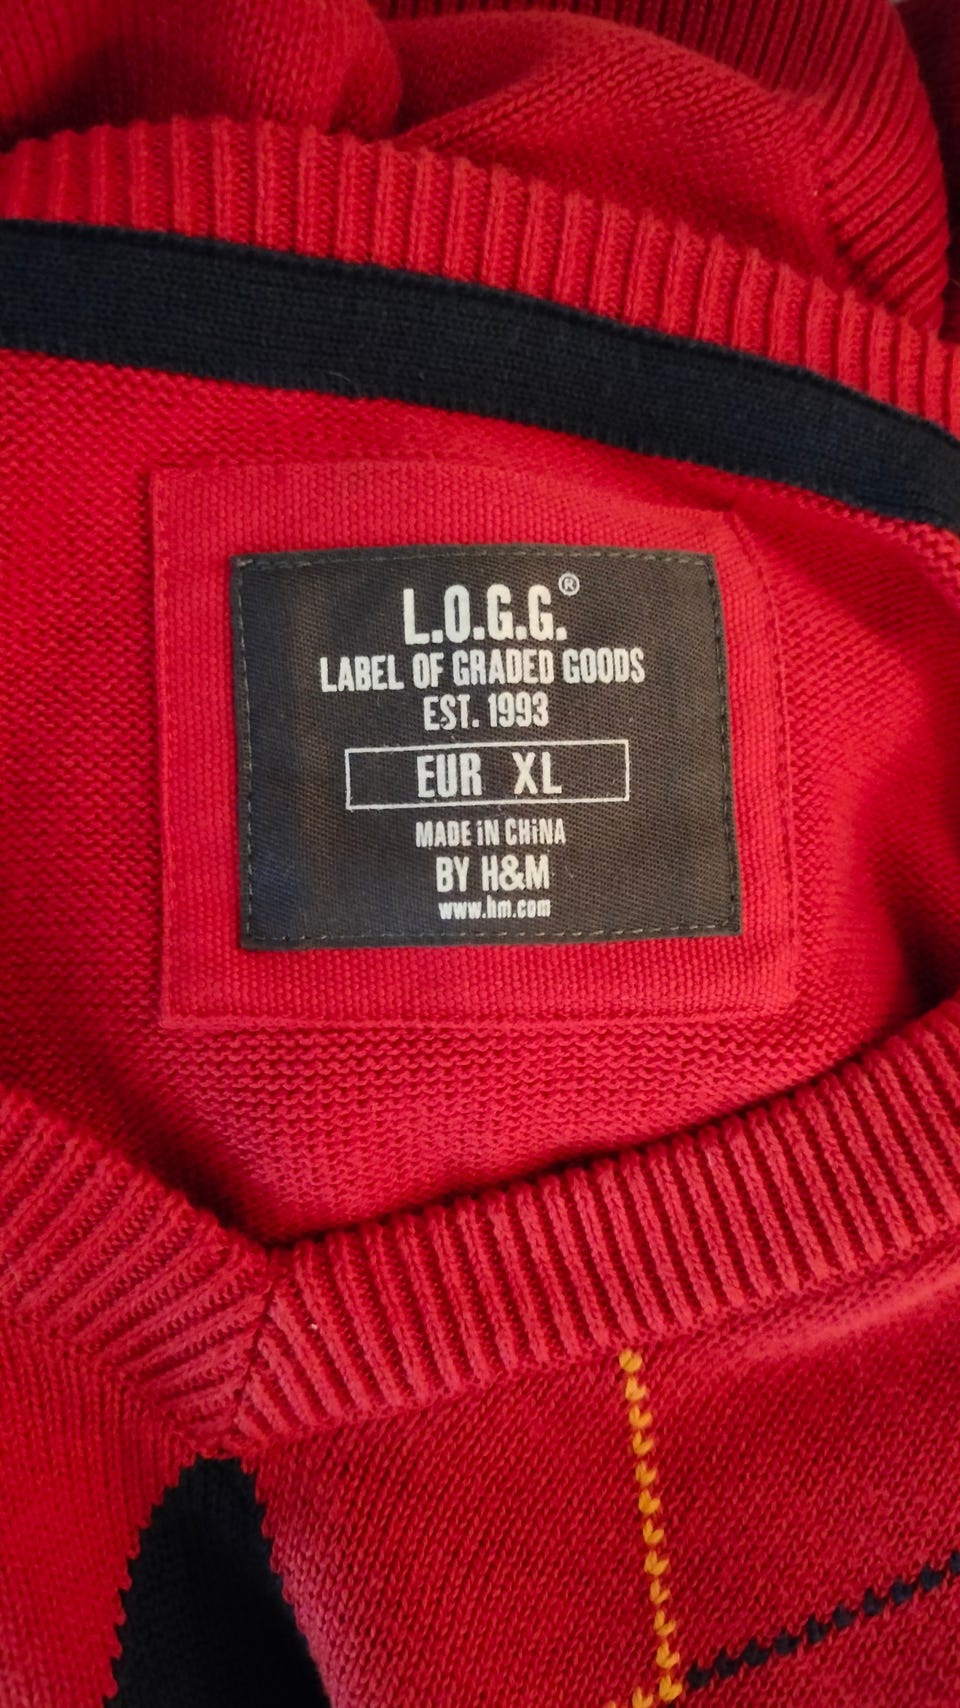 L.O.G.G.®
LABEL OF GRADED GOODS
EST. 1993
EUR XL
MADE iN CHiNA
BY H&M
www.hm.com